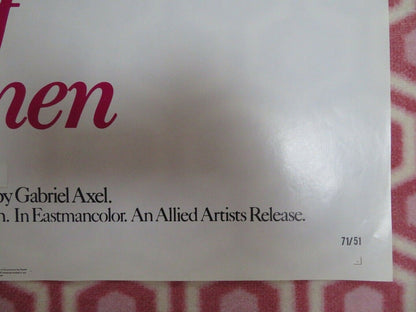 f
men
by Gabriel Axel.
n. In Eastmancolor. An Allied Artists Release.
71/51